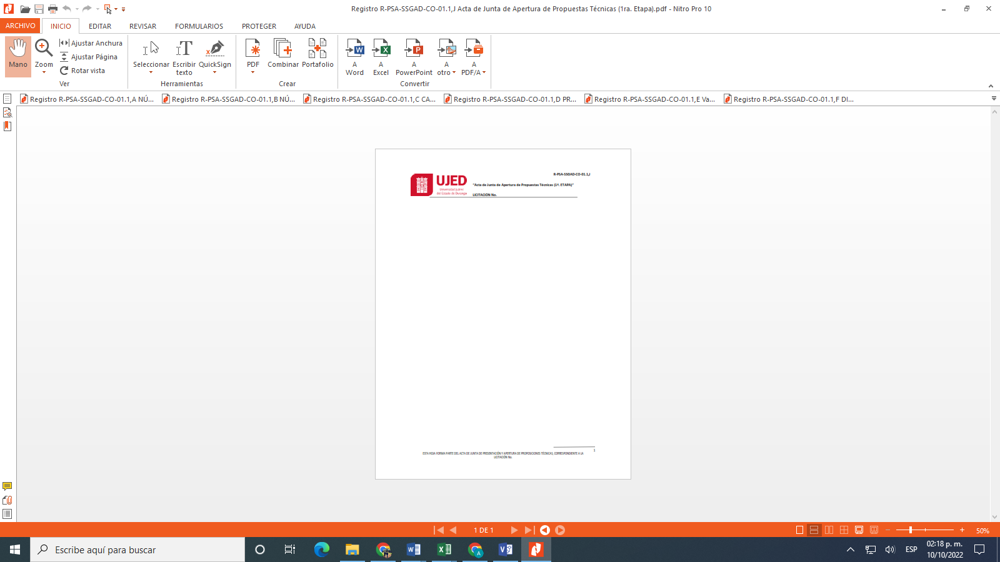 Registro R-PSA-SSGAD-CO-01.1,J Acta de Junta de Apertura de Propuestas Técnicas (1ra. Etapa).pdf - Nitro Pro 10
ARCHIVO INICIO EDITAR REVISAR FORMULARIOS PROTEGER AYUDA
Mano
Zoom
Ajustar Anchura
Ajustar Página
Rotar vista
Ver
Seleccionar
Escribir texto
QuickSign
Herramientas
PDF
Combinar
Portafolio
Crear
A Word
A Excel
A PowerPoint
A otro
A PDF/A
Convertir
Registro R-PSA-SSGAD-CO-01.1,A NÚ...
Registro R-PSA-SSGAD-CO-01.1,B NÚ...
Registro R-PSA-SSGAD-CO-01.1,C CA...
Registro R-PSA-SSGAD-CO-01.1,D PR...
Registro R-PSA-SSGAD-CO-01.1,E Va...
Registro R-PSA-SSGAD-CO-01.1,F DI...
R-PSA-SSGAD-CO-01.1,J
UJED
Universidad Juárez
del Estado de Durango
"Acta de Junta de Apertura de Propuestas Técnicas (1ª. ETAPA)"
LICITACIÓN No.
1
ESTA HOJA FORMA PARTE DEL ACTA DE JUNTA DE PRESENTACIÓN Y APERTURA DE PROPOSICIONES TÉCNICAS, CORRESPONDIENTE A LA
LICITACIÓN No.
1 DE 1
50%
Escribe aquí para buscar
ESP
02:18 p. m.
10/10/2022